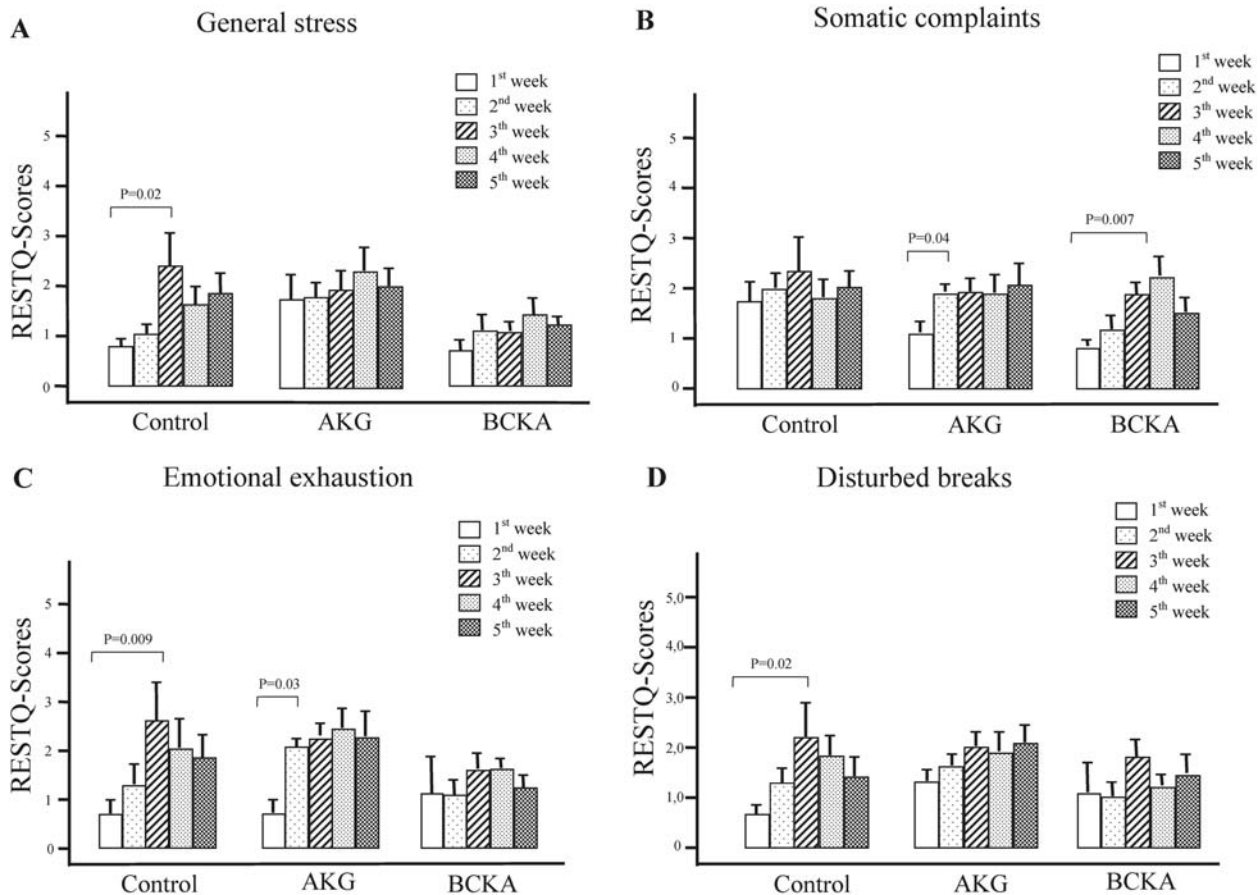 A
General stress
1st week
2nd week
3th week
4th week
5th week
RESTQ-Scores
5
4
3
2
1
0
P=0.02
Control
AKG
BCKA
B
Somatic complaints
1st week
2nd week
3th week
4th week
5th week
RESTQ-Scores
5
4
3
2
1
0
P=0.04
P=0.007
Control
AKG
BCKA
C
Emotional exhaustion
1st week
2nd week
3th week
4th week
5th week
RESTQ-Scores
5
4
3
2
1
0
P=0.009
P=0.03
Control
AKG
BCKA
D
Disturbed breaks
1st week
2nd week
3th week
4th week
5th week
RESTQ-Scores
5,0
4,0
3,0
2,0
1,0
0
P=0.02
Control
AKG
BCKA